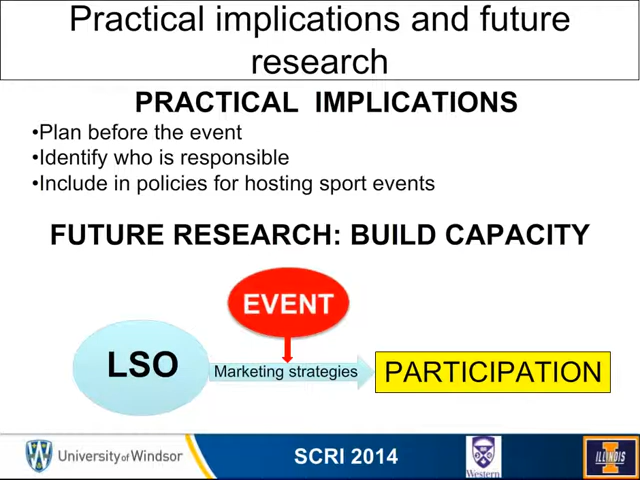 Practical implications and future
research
PRACTICAL IMPLICATIONS
•Plan before the event
•Identify who is responsible
•Include in policies for hosting sport events
FUTURE RESEARCH: BUILD CAPACITY
EVENT
LSO
Marketing strategies
PARTICIPATION
University of Windsor
SCRI 2014
Western
ILLINOIS